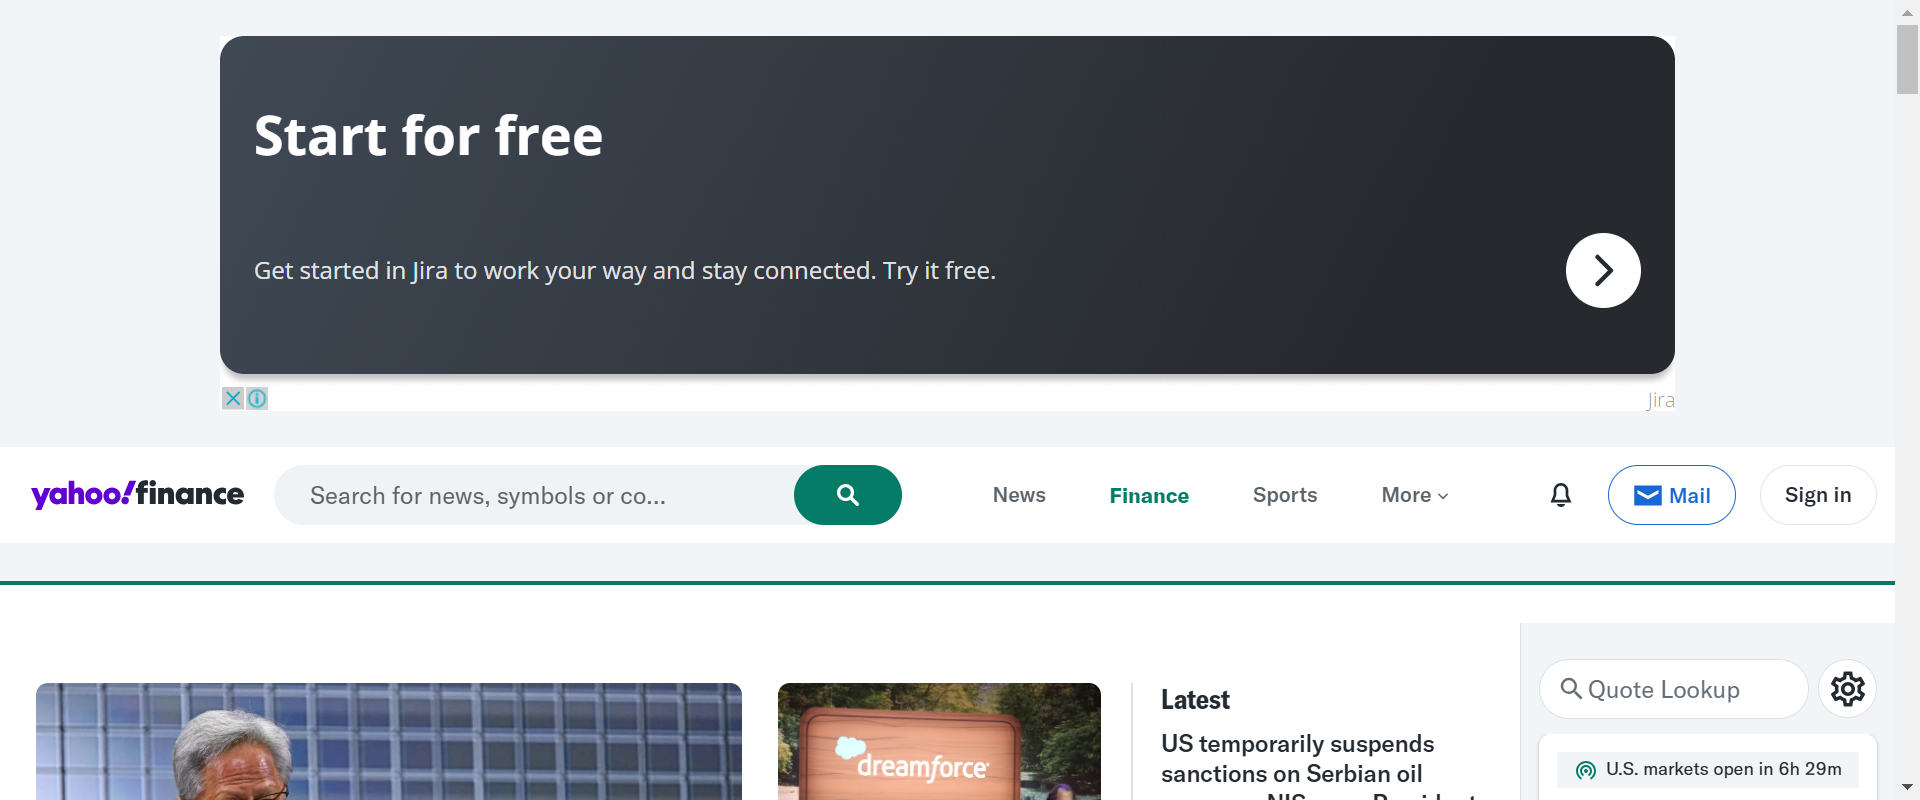 Start for free
Get started in Jira to work your way and stay connected. Try it free.
Jira
yahoo!finance
Search for news, symbols or co...
News
Finance
Sports
More
Mail
Sign in
Latest
Quote Lookup
US temporarily suspends
sanctions on Serbian oil
dreamforce
U.S. markets open in 6h 29m